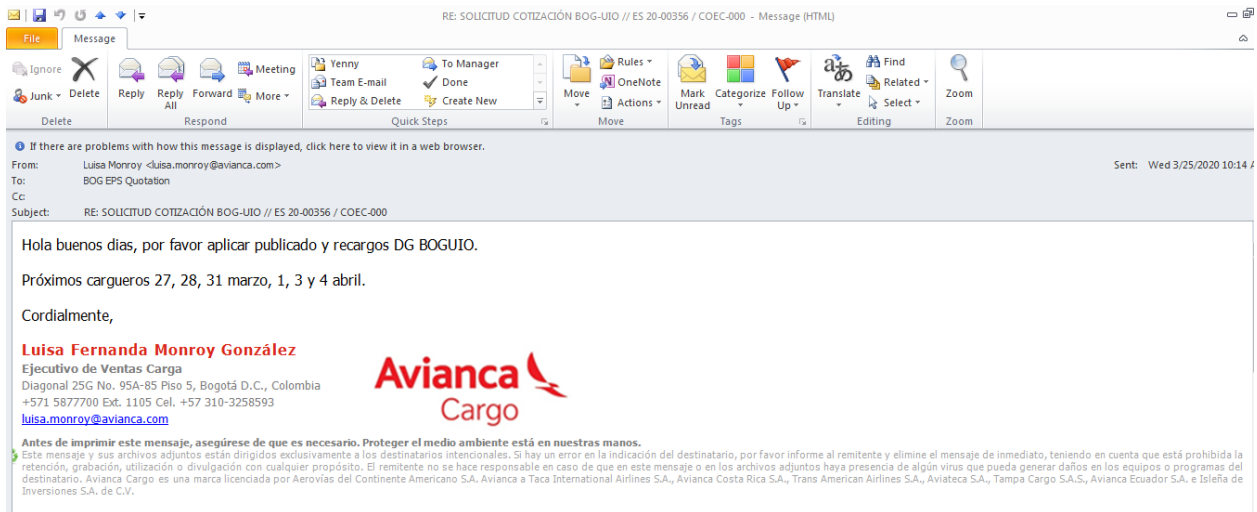 RE: SOLICITUD COTIZACIÓN BOG-UIO // ES 20-00356 / COEC-000 - Message (HTML)
File Message
Ignore
Junk
Delete
Reply
Reply All
Forward
Meeting
More
Yenny
Team E-mail
Reply & Delete
To Manager
Done
Create New
Move
Rules
OneNote
Actions
Mark Unread
Categorize
Follow Up
Translate
Find
Related
Select
Zoom
Delete Respond Quick Steps Move Tags Editing Zoom
If there are problems with how this message is displayed, click here to view it in a web browser.
From: Luisa Monroy <luisa.monroy@avianca.com> Sent: Wed 3/25/2020 10:14 A
To: BOG EPS Quotation
Cc:
Subject: RE: SOLICITUD COTIZACIÓN BOG-UIO // ES 20-00356 / COEC-000
Hola buenos dias, por favor aplicar publicado y recargos DG BOGUIO.
Próximos cargueros 27, 28, 31 marzo, 1, 3 y 4 abril.
Cordialmente,
Luisa Fernanda Monroy González
Ejecutivo de Ventas Carga
Diagonal 25G No. 95A-85 Piso 5, Bogotá D.C., Colombia
+571 5877700 Ext. 1105 Cel. +57 310-3258593
luisa.monroy@avianca.com
Avianca
Cargo
Antes de imprimir este mensaje, asegúrese de que es necesario. Proteger el medio ambiente está en nuestras manos.
Este mensaje y sus archivos adjuntos están dirigidos exclusivamente a los destinatarios intencionales. Si hay un error en la indicación del destinatario, por favor informe al remitente y elimine el mensaje de inmediato, teniendo en cuenta que está prohibida la
retención, grabación, utilización o divulgación con cualquier propósito. El remitente no se hace responsable en caso de que en este mensaje o en los archivos adjuntos haya presencia de algún virus que pueda generar daños en los equipos o programas del
destinatario. Avianca Cargo es una marca licenciada por Aerovías del Continente Americano S.A. Avianca a Taca International Airlines S.A., Avianca Costa Rica S.A., Trans American Airlines S.A., Aviateca S.A., Tampa Cargo S.A.S., Avianca Ecuador S.A. e Isleña de
Inversiones S.A. de C.V.